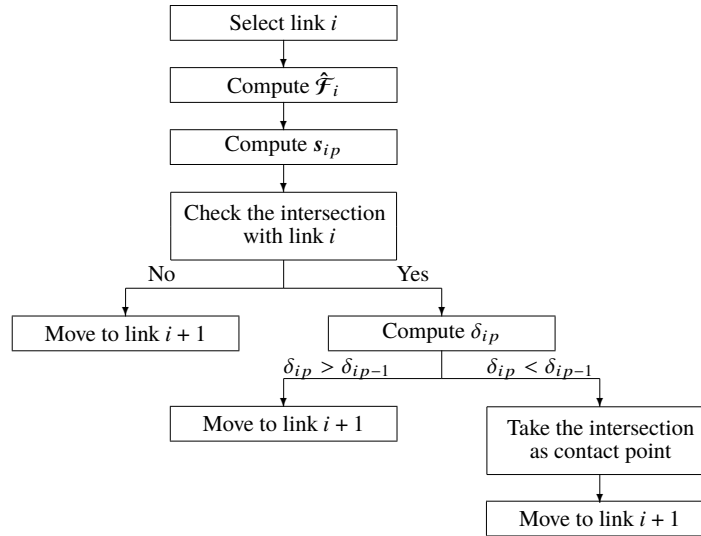 Select link i
Compute 𝓕̂ᵢ
Compute sᵢₚ
Check the intersection
with link i
No
Yes
Move to link i + 1
Compute δᵢₚ
δᵢₚ > δᵢₚ₋₁
δᵢₚ < δᵢₚ₋₁
Move to link i + 1
Take the intersection
as contact point
Move to link i + 1